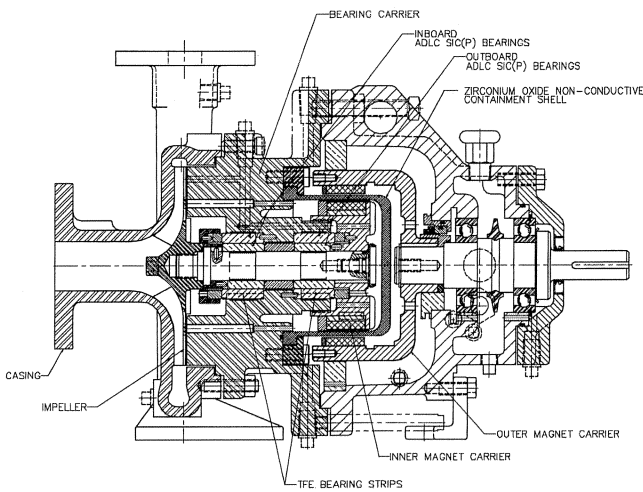 BEARING CARRIER
INBOARD
ADLC SIC(P) BEARINGS
OUTBOARD
ADLC SIC(P) BEARINGS
ZIRCONIUM OXIDE NON-CONDUCTIVE
CONTAINMENT SHELL
CASING
IMPELLER
OUTER MAGNET CARRIER
INNER MAGNET CARRIER
TFE BEARING STRIPS